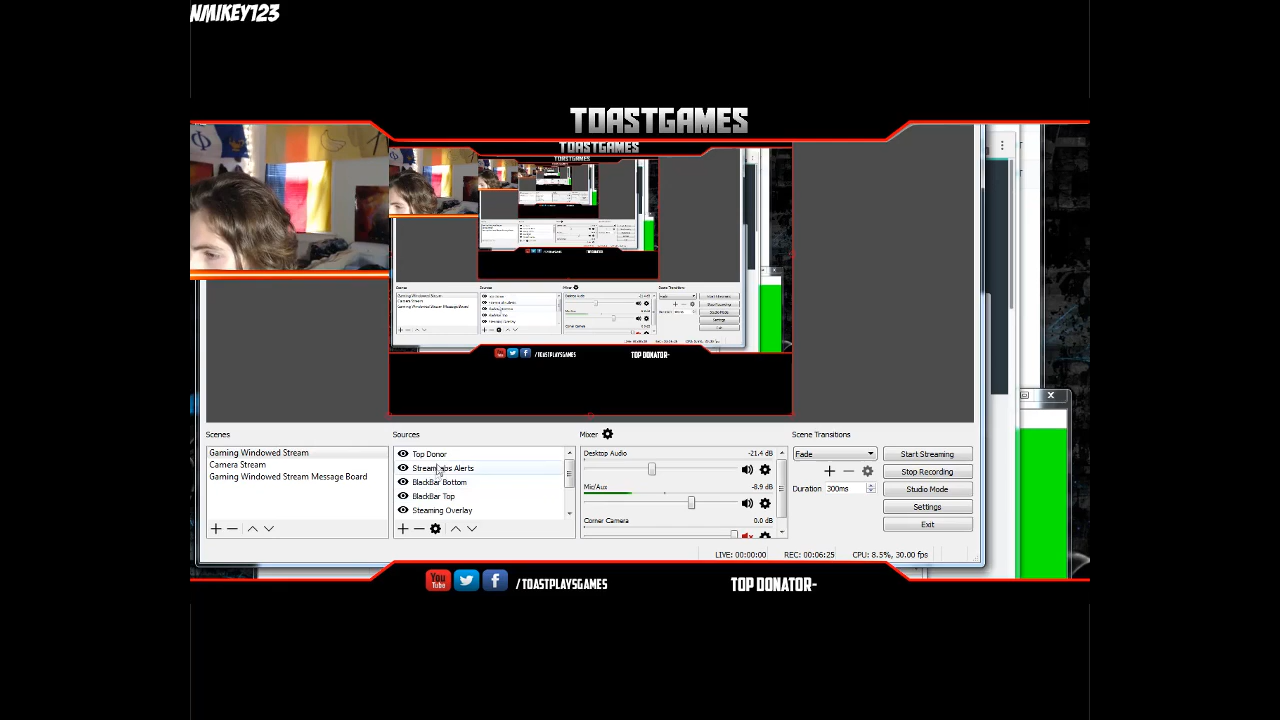 NMIKEY123
TOASTGAMES
TOASTGAMES
TOASTGAMES
/TOASTPLAYSGAMES
TOP DONATOR-
Scenes
Gaming Windowed Stream
Camera Stream
Gaming Windowed Stream Message Board
Sources
Top Donor
StreamLabs Alerts
BlackBar Bottom
BlackBar Top
Steaming Overlay
Mixer
Desktop Audio
-21.4 dB
Mic/Aux
-8.9 dB
Corner Camera
0.0 dB
Scene Transitions
Fade
Duration 300ms
Start Streaming
Stop Recording
Studio Mode
Settings
Exit
LIVE: 00:00:00
REC: 00:06:25
CPU: 8.5%, 30.00 fps
You
Tube
/TOASTPLAYSGAMES
TOP DONATOR-